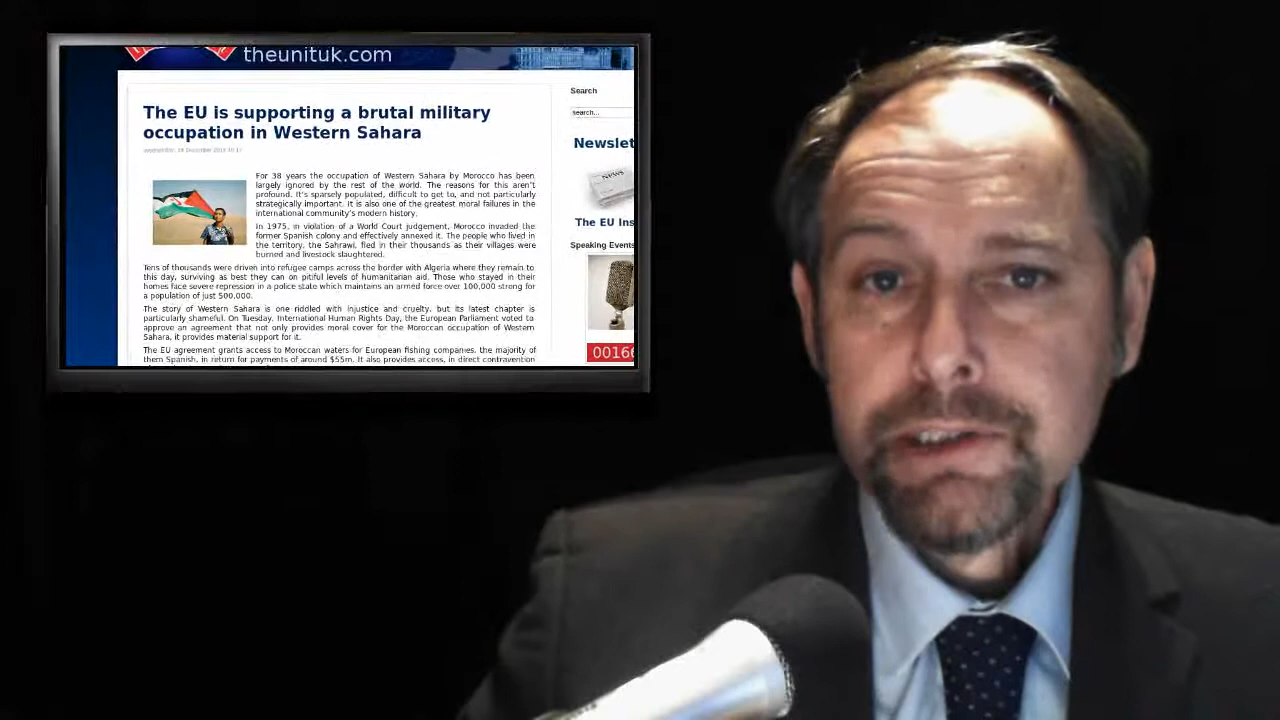 theunituk.com
The EU is supporting a brutal military
occupation in Western Sahara
Search
search...
Newslet
NEWS
The EU Ins
Speaking Events
00166
For 38 years the occupation of Western Sahara by Morocco has been
largely ignored by the rest of the world. The reasons for this aren't
profound. It's sparsely populated, difficult to get to, and not particularly
strategically important. It is also one of the greatest moral failures in the
international community's modern history.
In 1975, in violation of a World Court judgement, Morocco invaded the
former Spanish colony and effectively annexed it. The people who lived in
the territory, the Sahrawi, fled in their thousands as their villages were
burned and livestock slaughtered.
Tens of thousands were driven into refugee camps across the border with Algeria where they remain to
this day, surviving as best they can on pitiful levels of humanitarian aid. Those who stayed in their
homes face severe repression in a police state which maintains an armed force over 100,000 strong for
a population of just 500,000.
The story of Western Sahara is one riddled with injustice and cruelty, but its latest chapter is
particularly shameful. On Tuesday, International Human Rights Day, the European Parliament voted to
approve an agreement that not only provides moral cover for the Moroccan occupation of Western
Sahara, it provides material support for it.
The EU agreement grants access to Moroccan waters for European fishing companies, the majority of
them Spanish, in return for payments of around $55m. It also provides access, in direct contravention